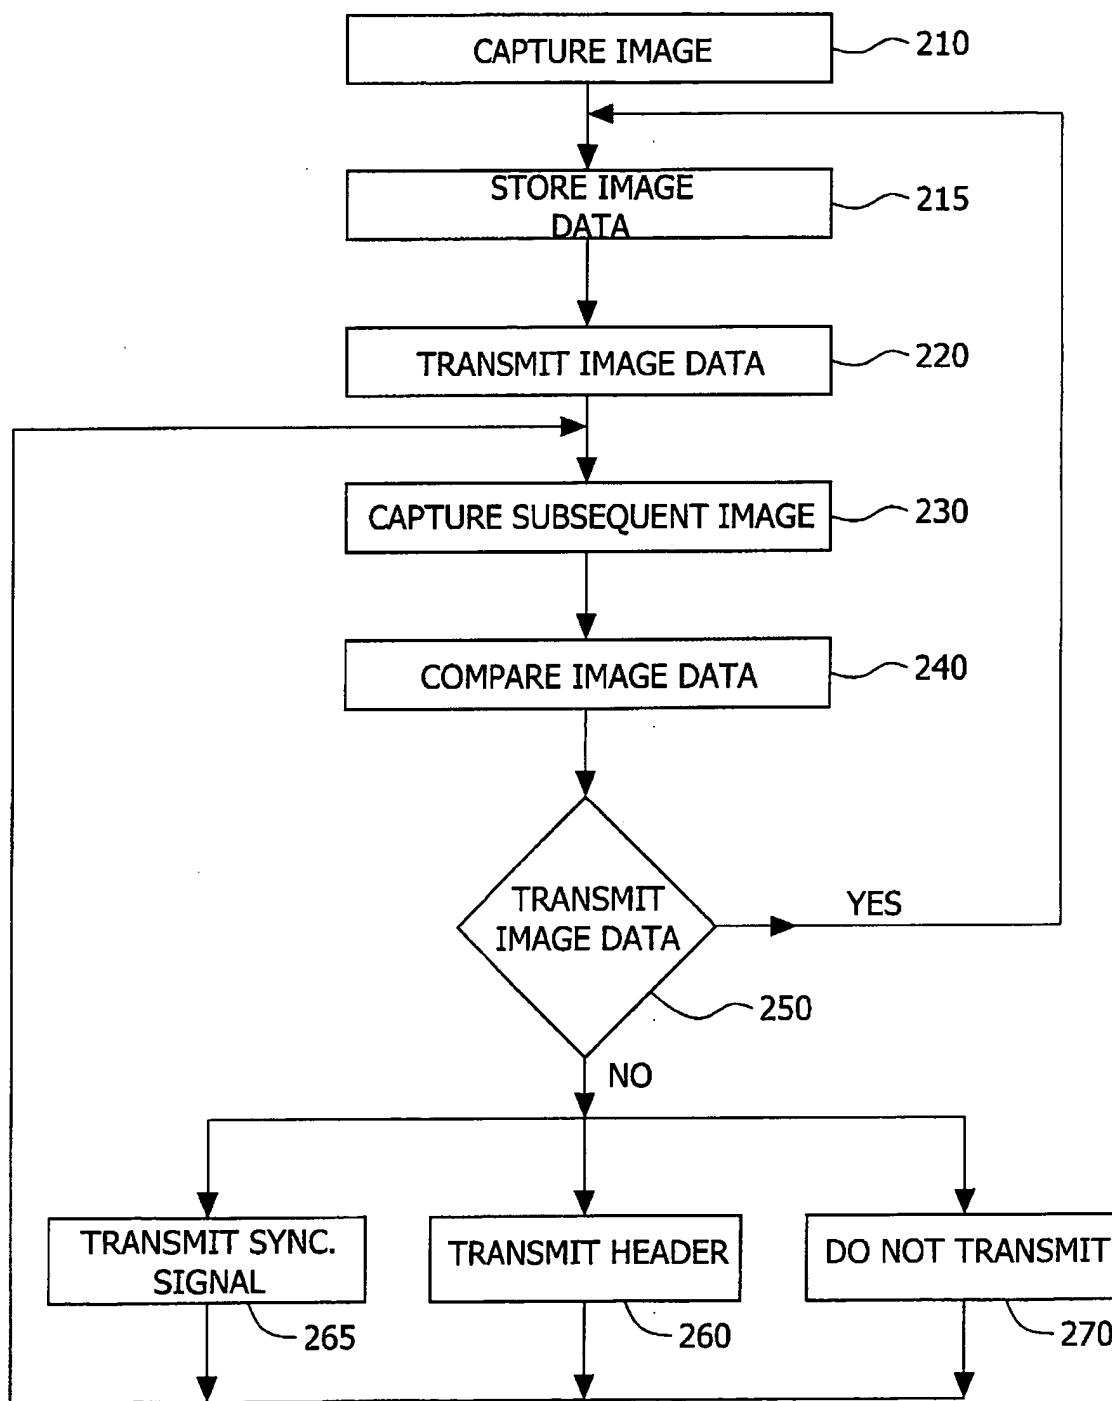 CAPTURE IMAGE
210
STORE IMAGE
DATA
215
TRANSMIT IMAGE DATA
220
CAPTURE SUBSEQUENT IMAGE
230
COMPARE IMAGE DATA
240
TRANSMIT
IMAGE DATA
YES
250
NO
TRANSMIT SYNC.
SIGNAL
265
TRANSMIT HEADER
260
DO NOT TRANSMIT
270